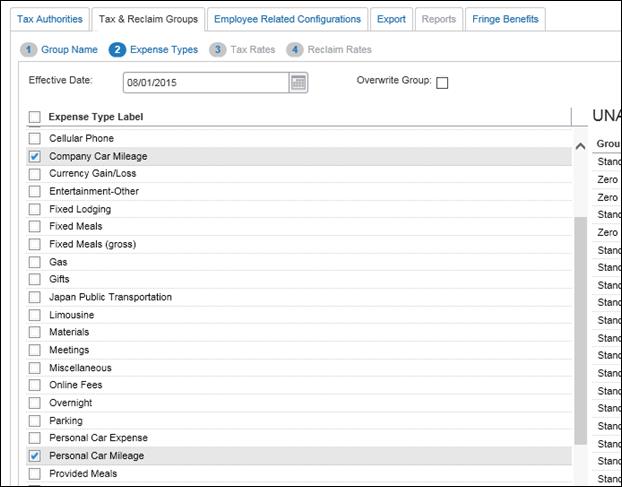 Tax Authorities Tax & Reclaim Groups Employee Related Configurations Export Reports Fringe Benefits
1 Group Name 2 Expense Types 3 Tax Rates 4 Reclaim Rates
Effective Date: 08/01/2015 Overwrite Group:
Expense Type Label
Cellular Phone
Company Car Mileage
Currency Gain/Loss
Entertainment-Other
Fixed Lodging
Fixed Meals
Fixed Meals (gross)
Gas
Gifts
Japan Public Transportation
Limousine
Materials
Meetings
Miscellaneous
Online Fees
Overnight
Parking
Personal Car Expense
Personal Car Mileage
Provided Meals
UNA
Grou
Stand
Zero
Zero
Stand
Zero
Stand
Stand
Stand
Stand
Stand
Stand
Stand
Stand
Stand
Stand
Stand
Stand
Stand